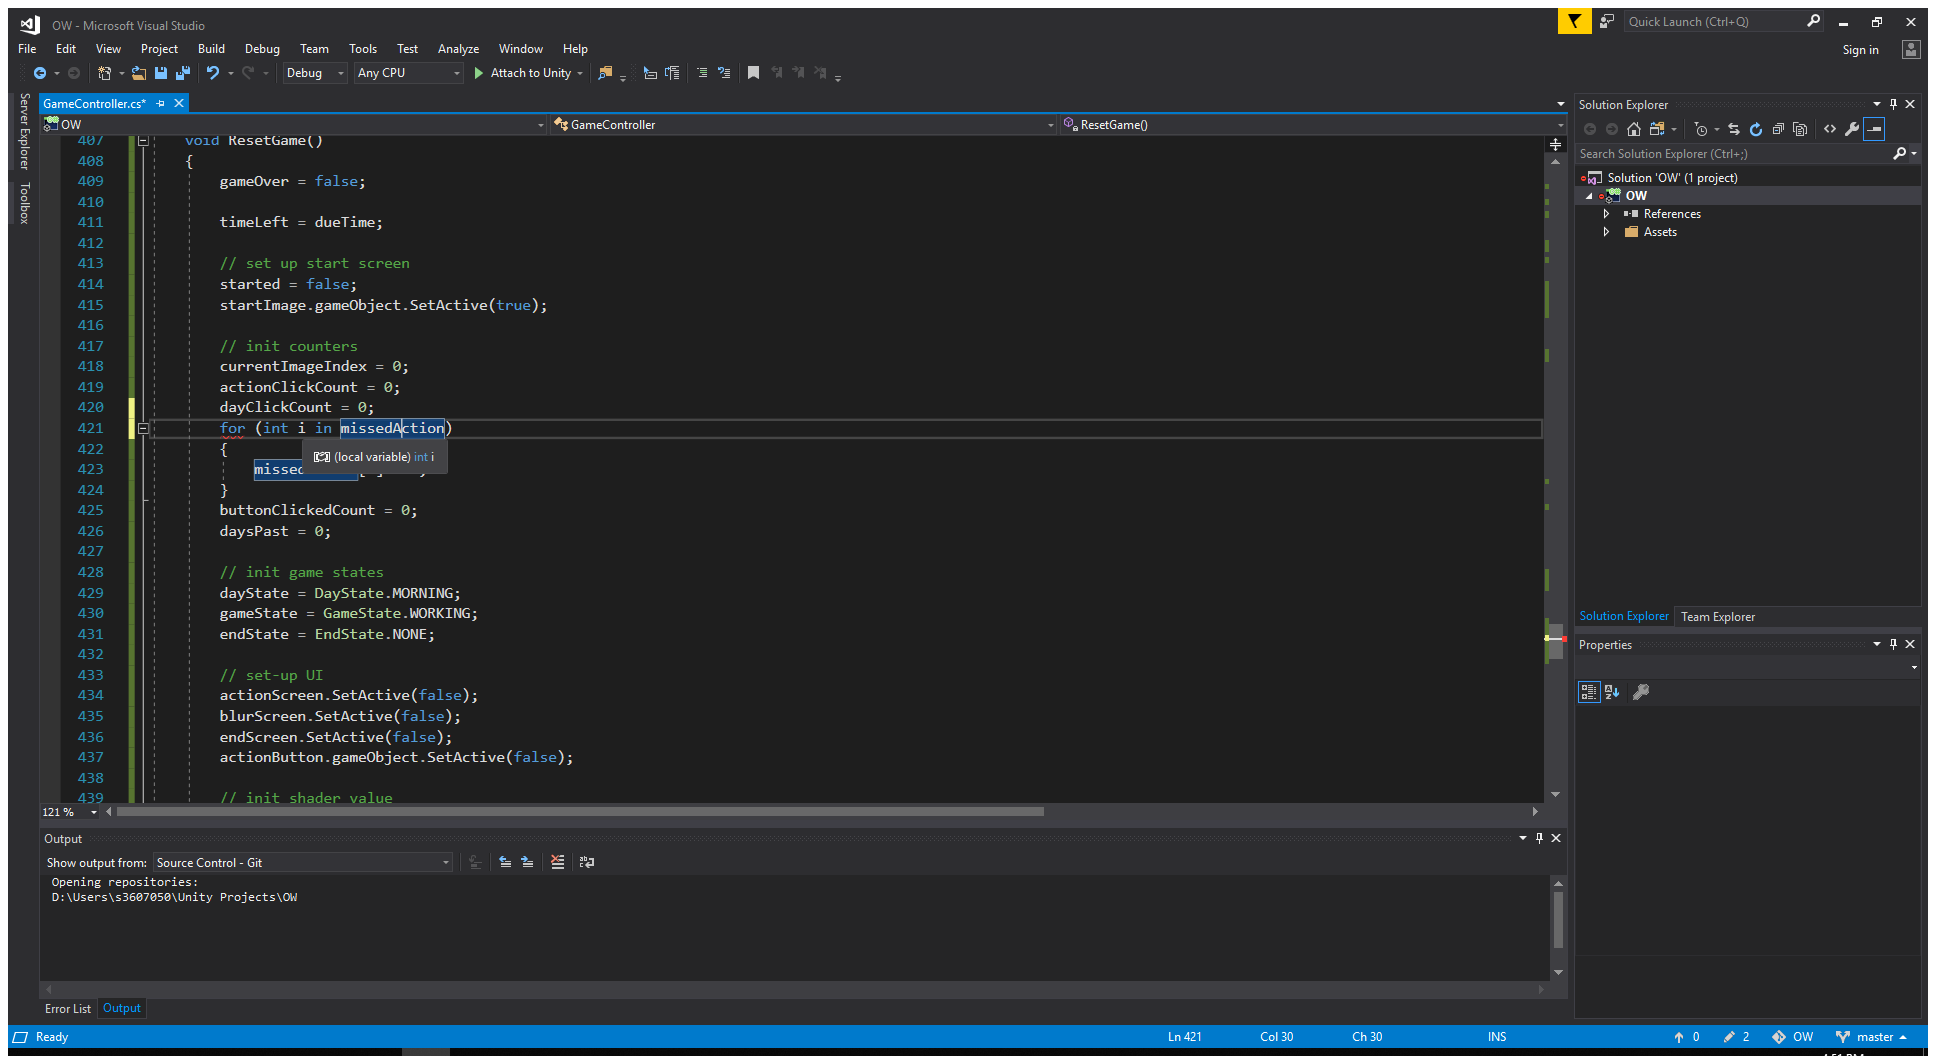 OW - Microsoft Visual Studio
Quick Launch (Ctrl+Q)
File Edit View Project Build Debug Team Tools Test Analyze Window Help
Sign in
Debug Any CPU Attach to Unity
Server Explorer
Toolbox
GameController.cs*
OW GameController ResetGame()
407 void ResetGame()
408 {
409 gameOver = false;
410
411 timeLeft = dueTime;
412
413 // set up start screen
414 started = false;
415 startImage.gameObject.SetActive(true);
416
417 // init counters
418 currentImageIndex = 0;
419 actionClickCount = 0;
420 dayClickCount = 0;
421 for (int i in missedAction)
422 {
(local variable) int i
423 missed
424 }
425 buttonClickedCount = 0;
426 daysPast = 0;
427
428 // init game states
429 dayState = DayState.MORNING;
430 gameState = GameState.WORKING;
431 endState = EndState.NONE;
432
433 // set-up UI
434 actionScreen.SetActive(false);
435 blurScreen.SetActive(false);
436 endScreen.SetActive(false);
437 actionButton.gameObject.SetActive(false);
438
439 // init shader value
121 %
Output
Show output from: Source Control - Git
Opening repositories:
D:\Users\s3607050\Unity Projects\OW
Error List Output
Solution Explorer
Search Solution Explorer (Ctrl+;)
Solution 'OW' (1 project)
OW
References
Assets
Solution Explorer Team Explorer
Properties
Ready Ln 421 Col 30 Ch 30 INS 0 2 OW master